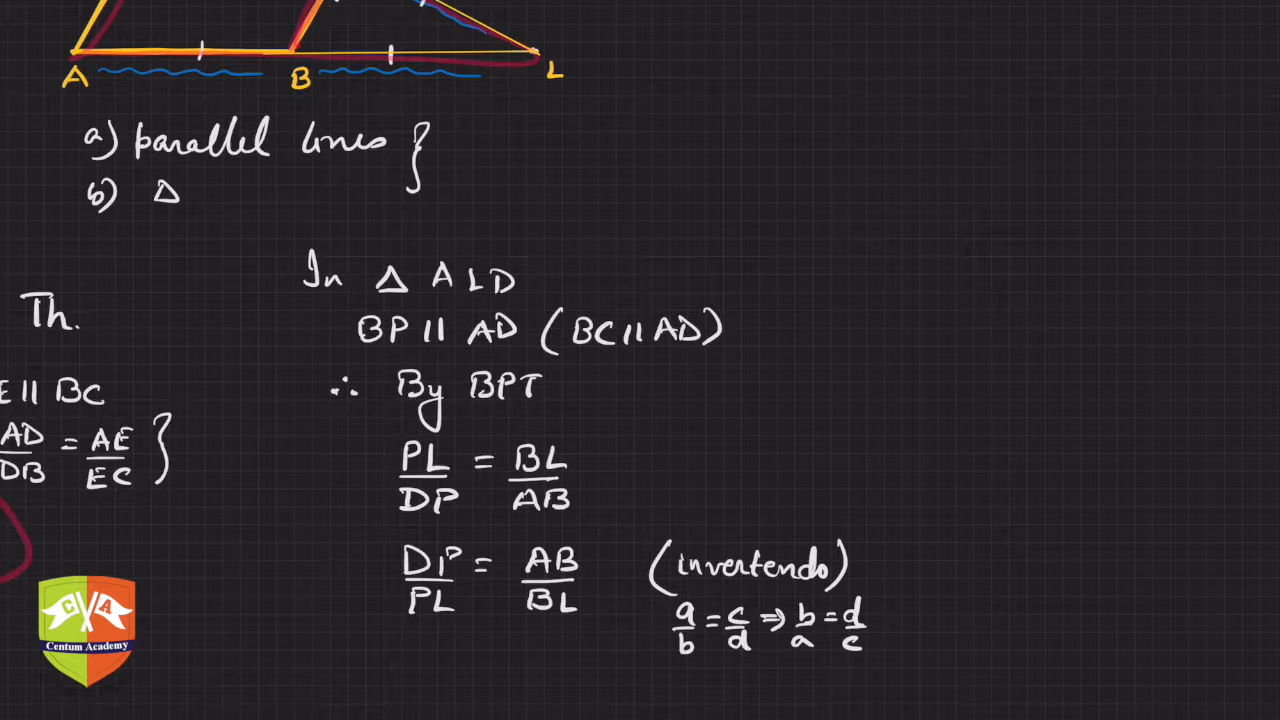 A B L
a) parallel lines }
b) Δ
Th.
E || BC
AD/DB = AE/EC }
In Δ ALD
BP || AD (BC || AD)
∴ By BPT
PL/DP = BL/AB
DP/PL = AB/BL (invertendo)
a/b = c/d ⇒ b/a = d/c
C A
Centum Academy